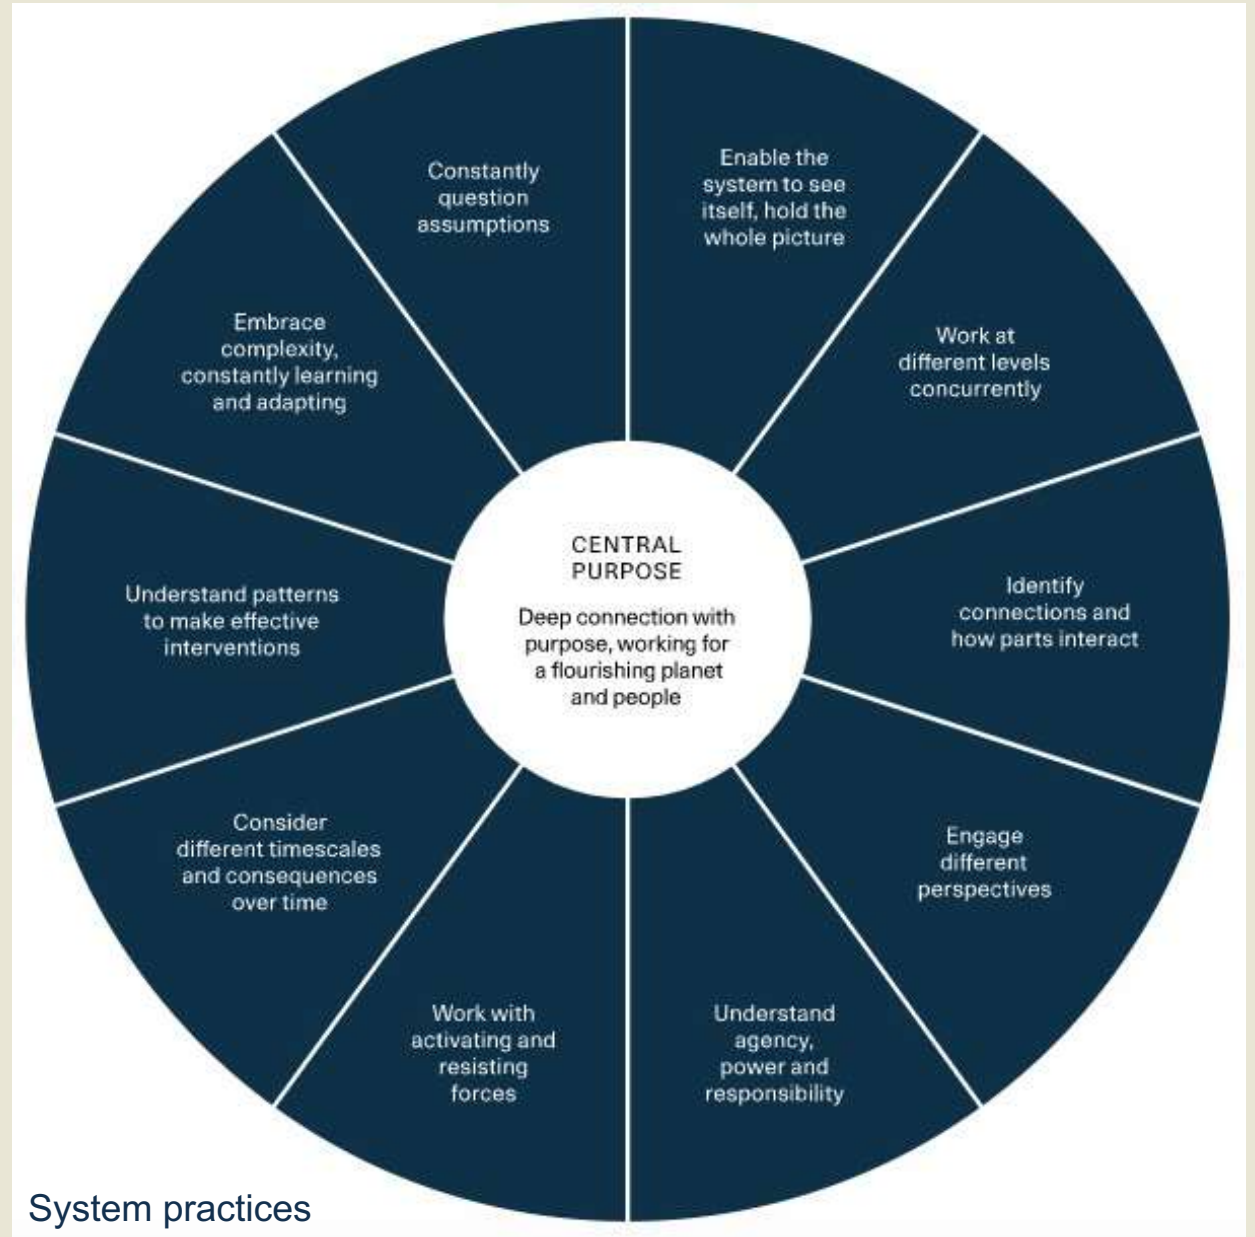 Constantly
question
assumptions
Enable the
system to see
itself, hold the
whole picture
Work at
different levels
concurrently
Identify
connections and
how parts interact
Engage
different
perspectives
Understand
agency,
power and
responsibility
Work with
activating and
resisting
forces
Consider
different timescales
and consequences
over time
Understand patterns
to make effective
interventions
Embrace
complexity,
constantly learning
and adapting
CENTRAL
PURPOSE
Deep connection with
purpose, working for
a flourishing planet
and people
System practices